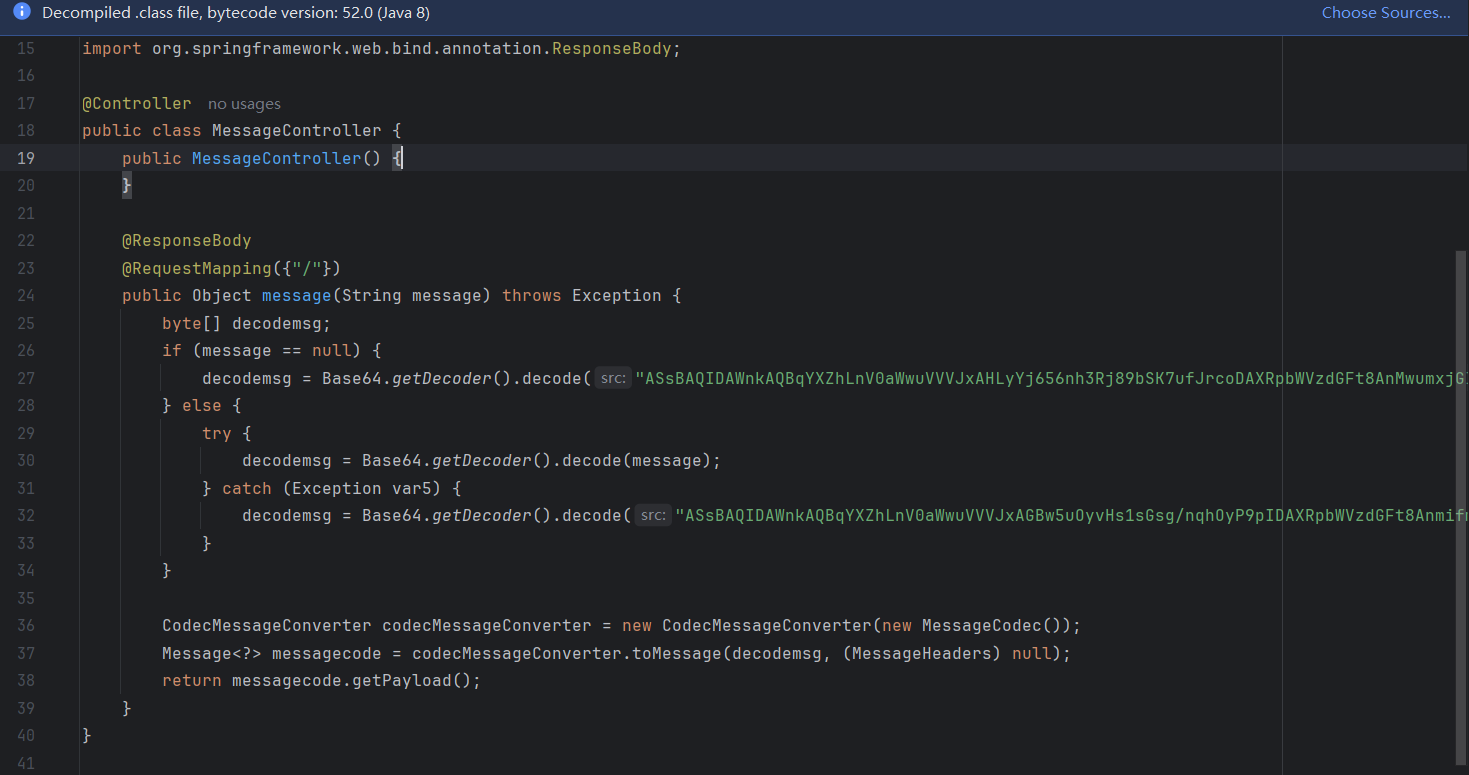 Decompiled .class file, bytecode version: 52.0 (Java 8) Choose Sources...
15 import org.springframework.web.bind.annotation.ResponseBody;
16
17 @Controller no usages
18 public class MessageController {
19 public MessageController() {
20 }
21
22 @ResponseBody
23 @RequestMapping({"/"})
24 public Object message(String message) throws Exception {
25 byte[] decodemsg;
26 if (message == null) {
27 decodemsg = Base64.getDecoder().decode( src: "ASsBAQIDAWnkAQBqYXZhLnV0aWwuVVVJxAHLyYj656nh3Rj89bSK7ufJrcoDAXRpbWVzdGFt8AnMwumxjG
28 } else {
29 try {
30 decodemsg = Base64.getDecoder().decode(message);
31 } catch (Exception var5) {
32 decodemsg = Base64.getDecoder().decode( src: "ASsBAQIDAWnkAQBqYXZhLnV0aWwuVVVJxAGBw5uOyvHs1sGsg/nqhOyP9pIDAXRpbWVzdGFt8Anmif
33 }
34 }
35
36 CodecMessageConverter codecMessageConverter = new CodecMessageConverter(new MessageCodec());
37 Message<?> messagecode = codecMessageConverter.toMessage(decodemsg, (MessageHeaders) null);
38 return messagecode.getPayload();
39 }
40 }
41